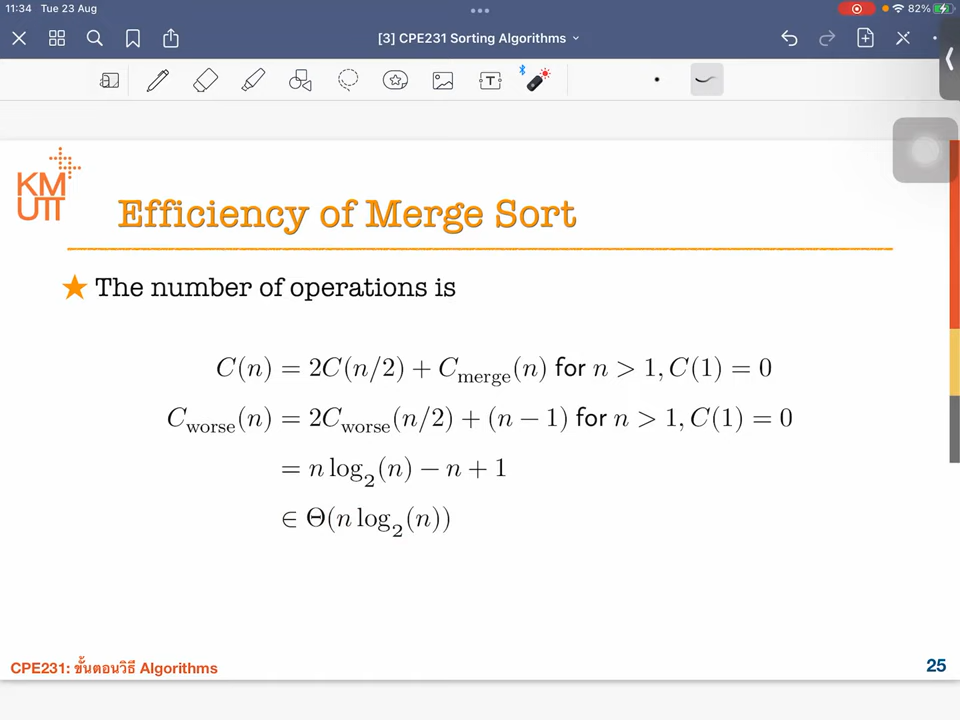 11:34 Tue 23 Aug 82%
[3] CPE231 Sorting Algorithms
KM
UTT
Efficiency of Merge Sort
★ The number of operations is
C(n) = 2C(n/2) + C_merge(n) for n > 1, C(1) = 0
C_worse(n) = 2C_worse(n/2) + (n − 1) for n > 1, C(1) = 0
= n log₂(n) − n + 1
∈ Θ(n log₂(n))
CPE231: ขั้นตอนวิธี Algorithms 25